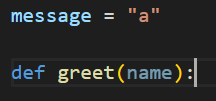 message = "a"
def greet(name):